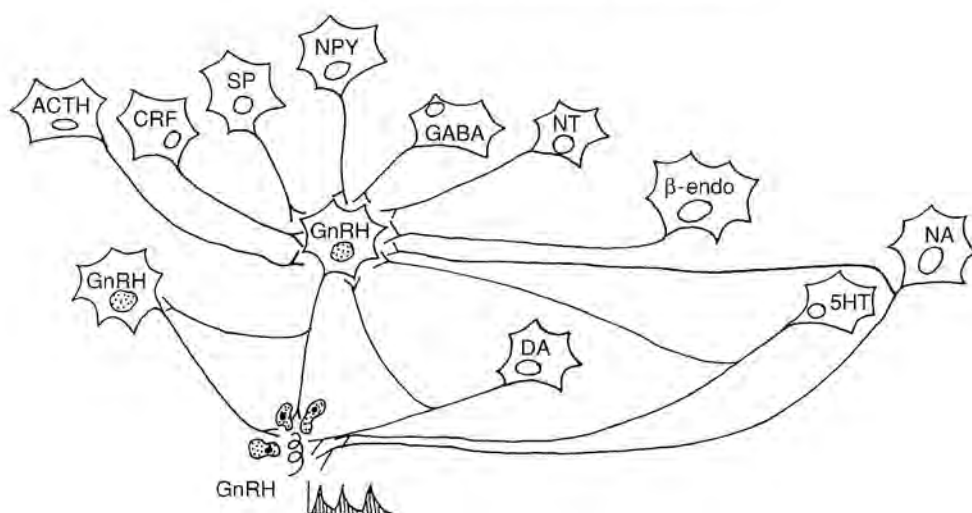 NPY
SP
ACTH
CRF
GABA
NT
β-endo
NA
GnRH
GnRH
5HT
DA
GnRH